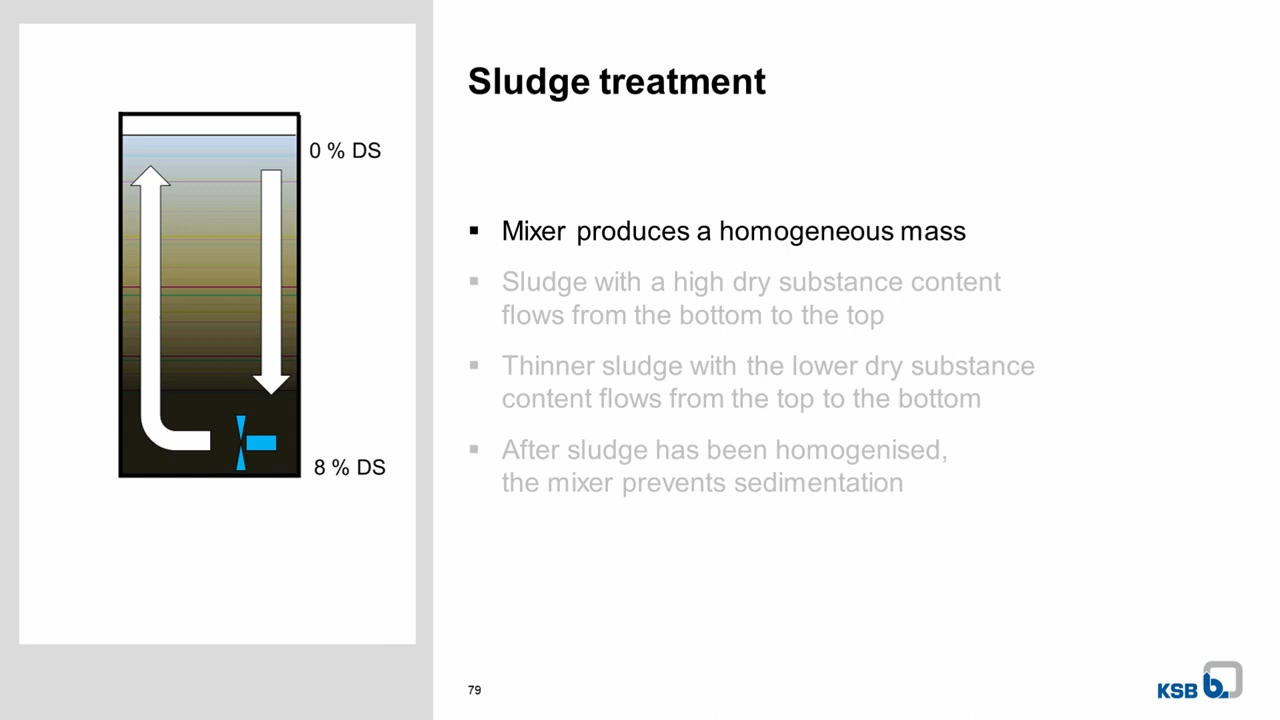 Sludge treatment
0 % DS
8 % DS
▪ Mixer produces a homogeneous mass
▪ Sludge with a high dry substance content
flows from the bottom to the top
▪ Thinner sludge with the lower dry substance
content flows from the top to the bottom
▪ After sludge has been homogenised,
the mixer prevents sedimentation
79
KSB b